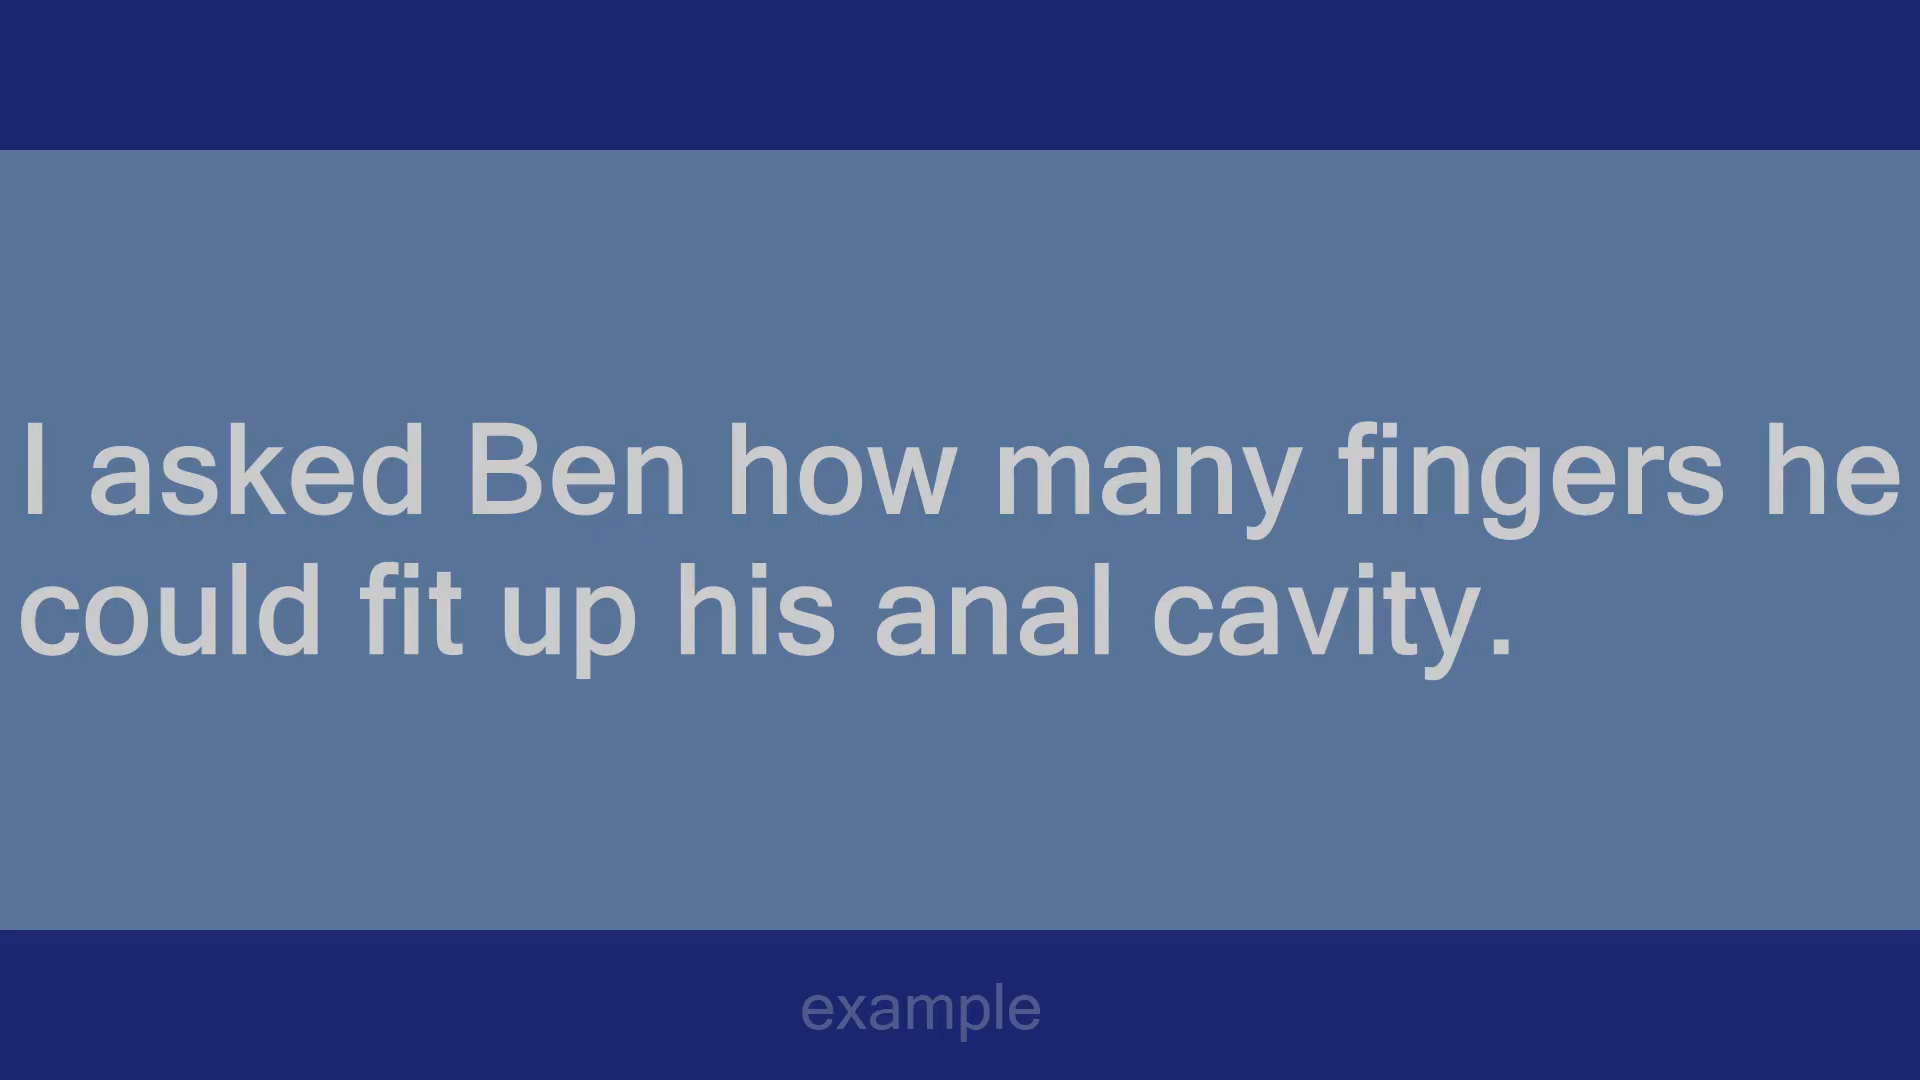 I asked Ben how many fingers he
could fit up his anal cavity.
example